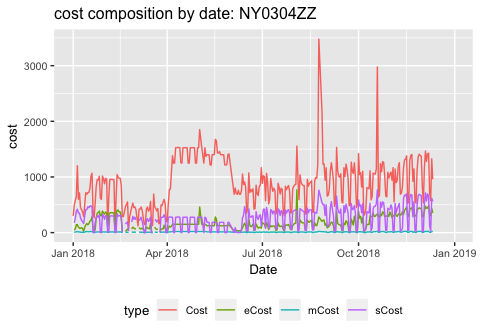 cost composition by date: NY0304ZZ
cost
3000
2000
1000
0
Jan 2018 Apr 2018 Jul 2018 Oct 2018 Jan 2019
Date
type Cost eCost mCost sCost